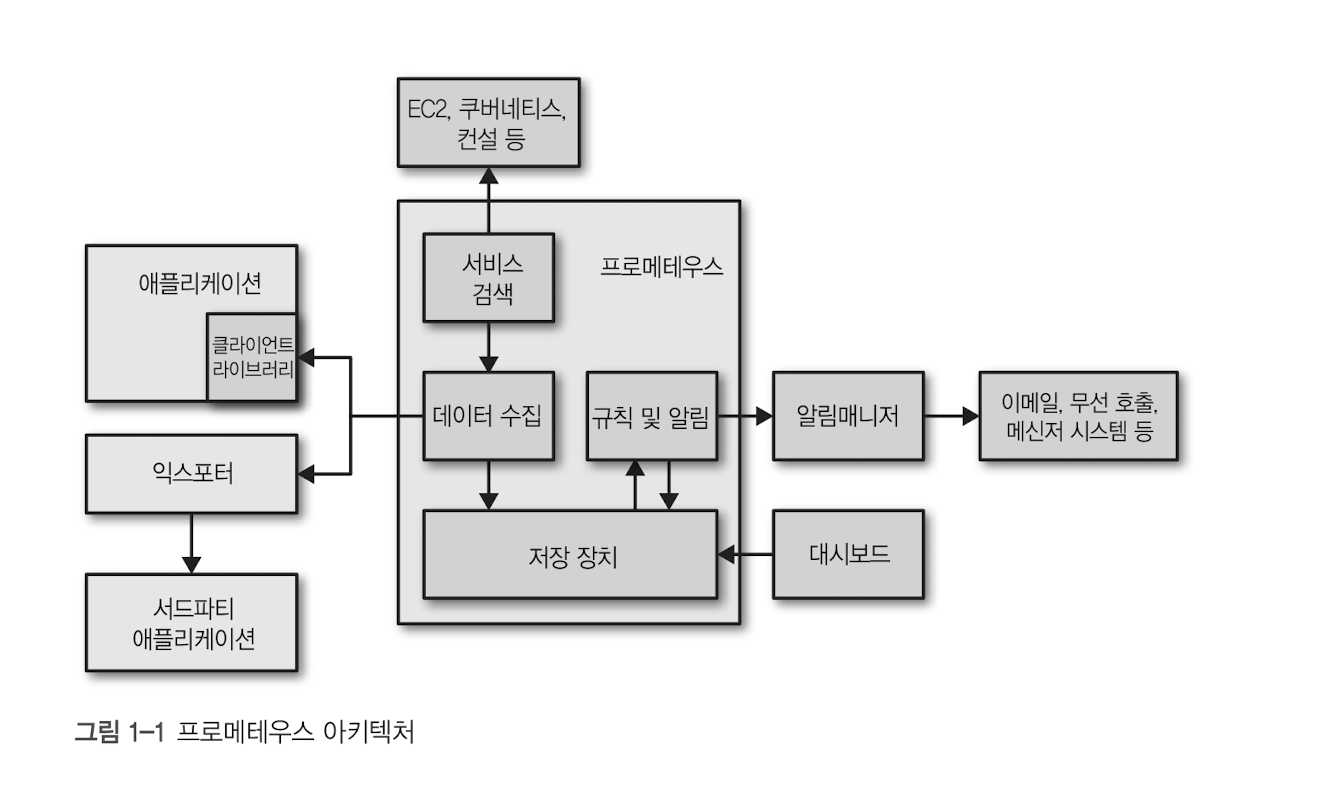 EC2, 쿠버네티스,
컨설 등
애플리케이션
클라이언트
라이브러리
익스포터
서드파티
애플리케이션
서비스
검색
프로메테우스
데이터 수집
규칙 및 알림
저장 장치
알림매니저
이메일, 무선 호출,
메신저 시스템 등
대시보드
그림 1-1 프로메테우스 아키텍처